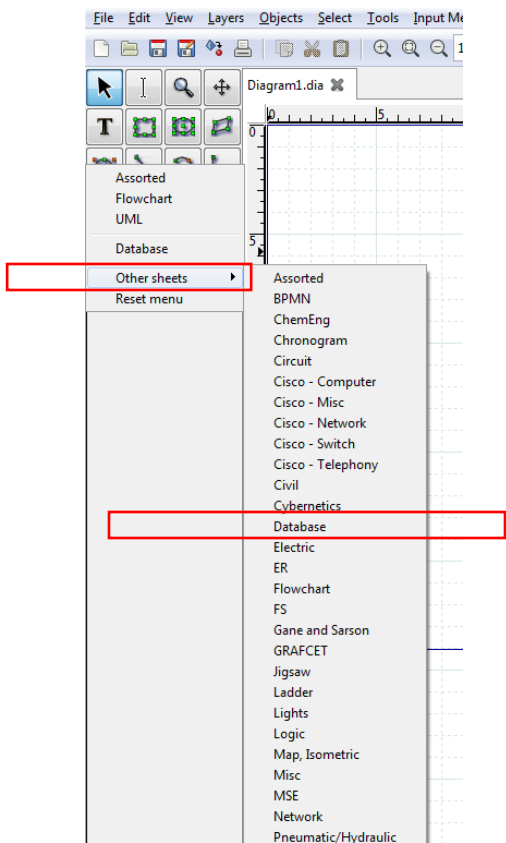 File Edit View Layers Objects Select Tools Input Me
Diagram1.dia
0 5
0
5
Assorted
Flowchart
UML
Database
Other sheets
Reset menu
Assorted
BPMN
ChemEng
Chronogram
Circuit
Cisco - Computer
Cisco - Misc
Cisco - Network
Cisco - Switch
Cisco - Telephony
Civil
Cybernetics
Database
Electric
ER
Flowchart
FS
Gane and Sarson
GRAFCET
Jigsaw
Ladder
Lights
Logic
Map, Isometric
Misc
MSE
Network
Pneumatic/Hydraulic